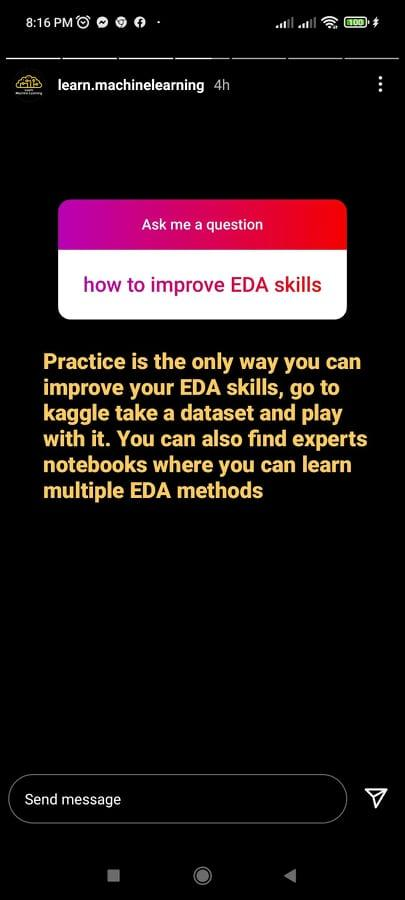 8:16 PM
100
learn.machinelearning 4h
Ask me a question
how to improve EDA skills
Practice is the only way you can
improve your EDA skills, go to
kaggle take a dataset and play
with it. You can also find experts
notebooks where you can learn
multiple EDA methods
Send message